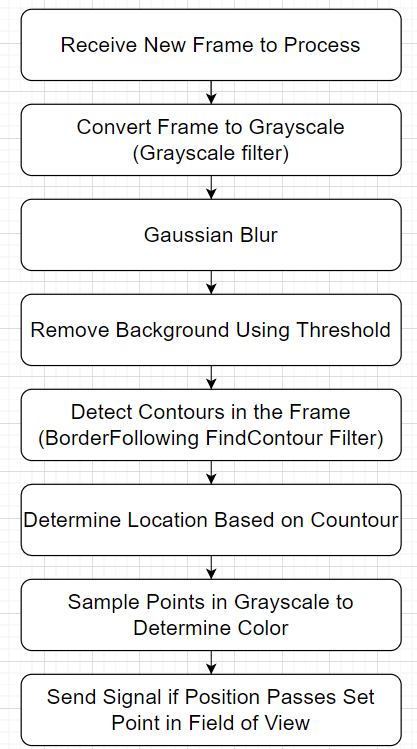 Receive New Frame to Process
Convert Frame to Grayscale
(Grayscale filter)
Gaussian Blur
Remove Background Using Threshold
Detect Contours in the Frame
(BorderFollowing FindContour Filter)
Determine Location Based on Countour
Sample Points in Grayscale to
Determine Color
Send Signal if Position Passes Set
Point in Field of View